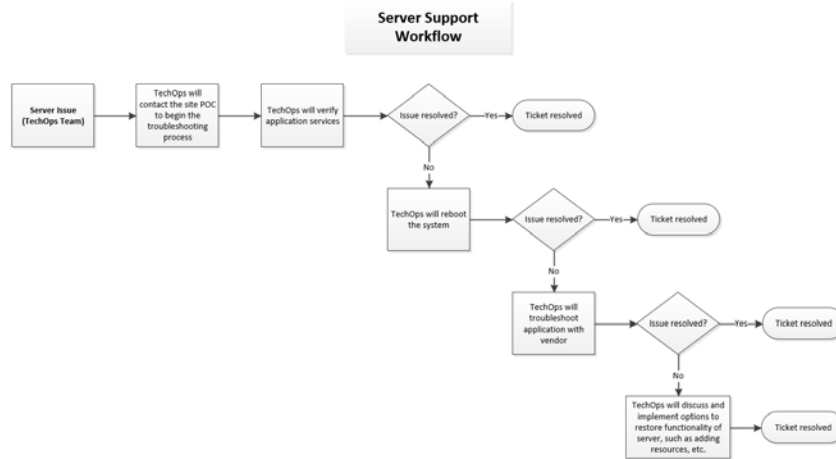 Server Support
Workflow
Server Issue
(TechOps Team)
TechOps will
contact the site POC
to begin the
troubleshooting
process
TechOps will verify
application services
Issue resolved?
Yes
Ticket resolved
No
TechOps will reboot
the system
Issue resolved?
Yes
Ticket resolved
No
TechOps will
troubleshoot
application with
vendor
Issue resolved?
Yes
Ticket resolved
No
TechOps will discuss and
implement options to
restore functionality of
server, such as adding
resources, etc.
Ticket resolved